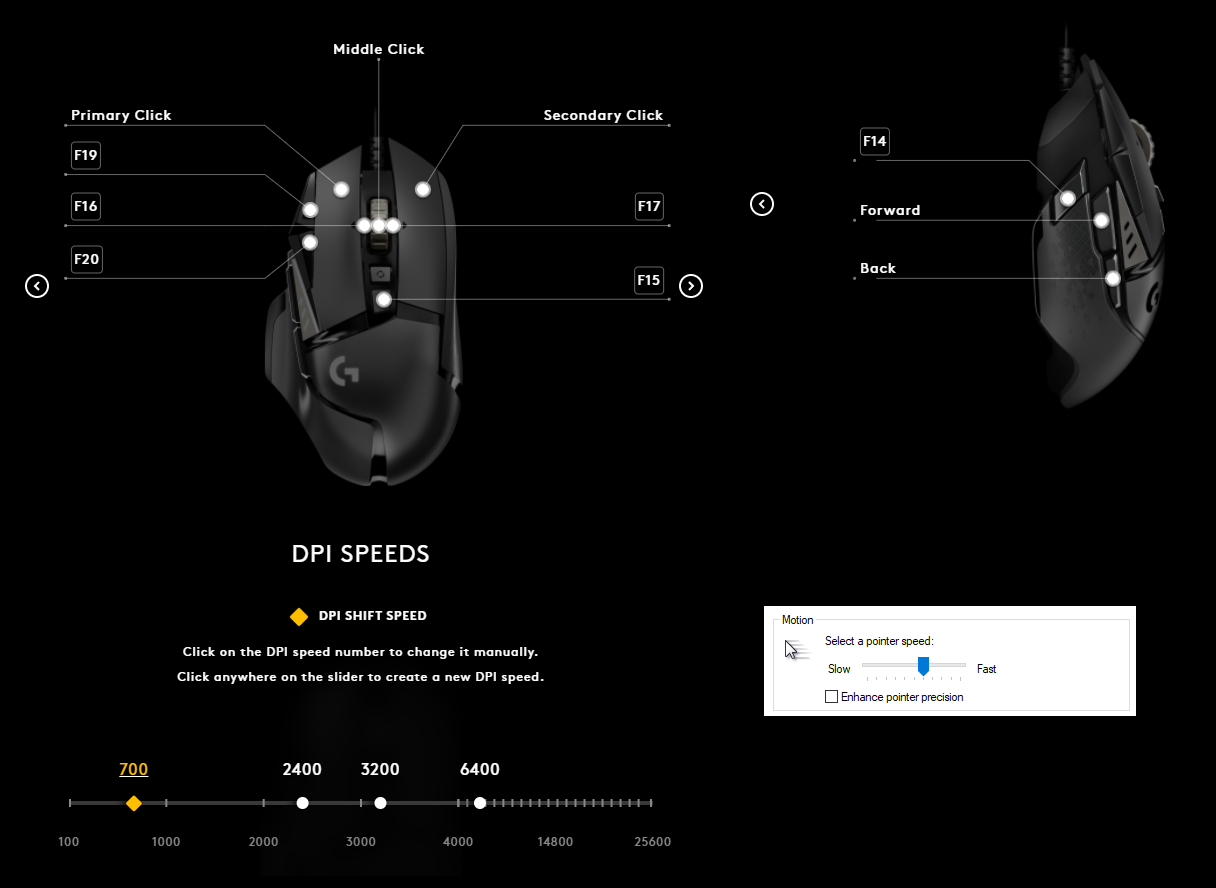 Middle Click
Primary Click
Secondary Click
F19
F16
F17
F20
F15
F14
Forward
Back
DPI SPEEDS
DPI SHIFT SPEED
Click on the DPI speed number to change it manually.
Click anywhere on the slider to create a new DPI speed.
700 2400 3200 6400
100 1000 2000 3000 4000 14800 25600
Motion
Select a pointer speed:
Slow Fast
Enhance pointer precision